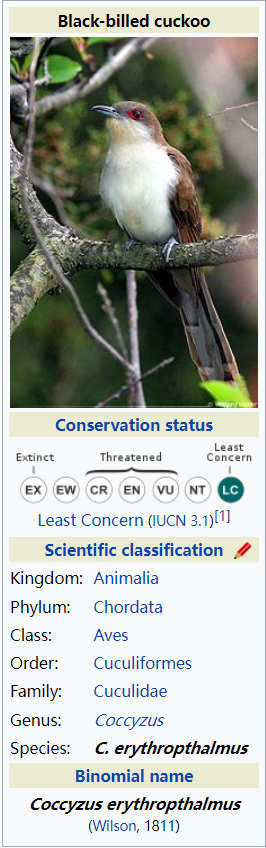 Black-billed cuckoo
Conservation status
Extinct
Threatened
Least
Concern
EX EW CR EN VU NT LC
Least Concern (IUCN 3.1)[1]
Scientific classification
Kingdom: Animalia
Phylum: Chordata
Class: Aves
Order: Cuculiformes
Family: Cuculidae
Genus: Coccyzus
Species: C. erythropthalmus
Binomial name
Coccyzus erythropthalmus
(Wilson, 1811)